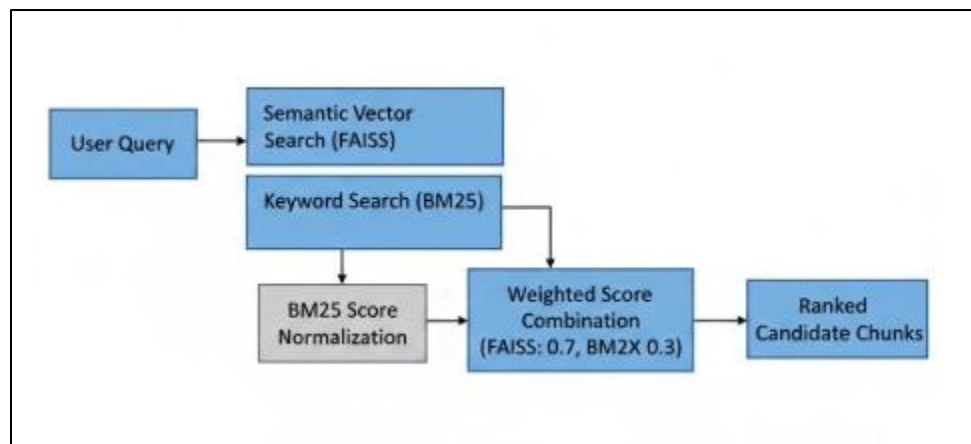 User Query
Semantic Vector
Search (FAISS)
Keyword Search (BM25)
BM25 Score
Normalization
Weighted Score
Combination
(FAISS: 0.7, BM2X 0.3)
Ranked
Candidate Chunks